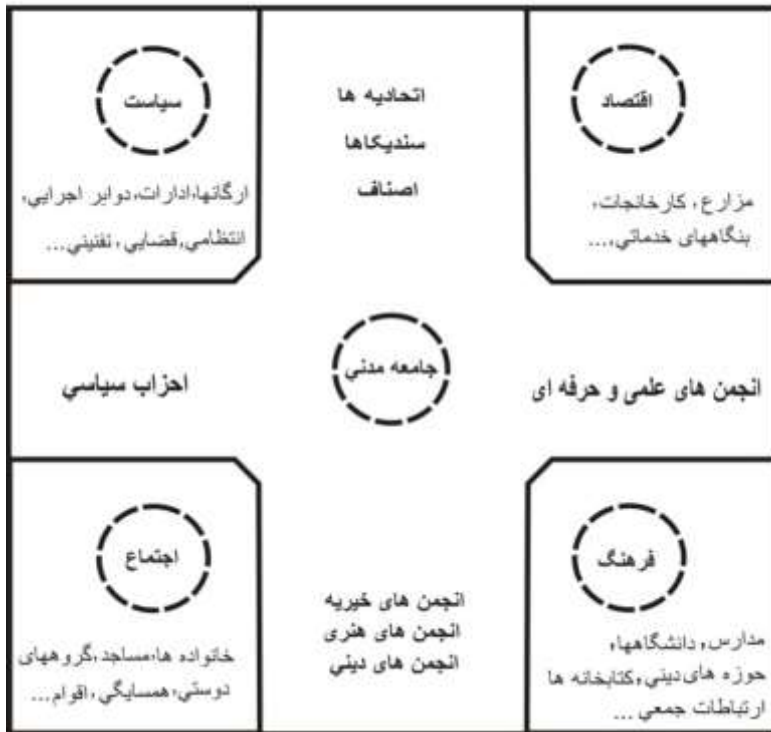 اقتصاد
مزارع، کارخانجات،
بنگاههای خدماتی،...
اتحادیه ها
سندیکاها
اصناف
سیاست
ارگانها،ادارات، دوایر اجرایی،
انتظامی,قضایی، تقنینی...
انجمن های علمی و حرفه ای
جامعه مدنی
احزاب سیاسی
فرهنگ
مدارس، دانشگاهها،
حوزه های دینی،کتابخانه ها
ارتباطات جمعی ...
انجمن های خیریه
انجمن های هنری
انجمن های دینی
اجتماع
خانواده ها،مساجد,گروههای
دوستی، همسایگی، اقوام...